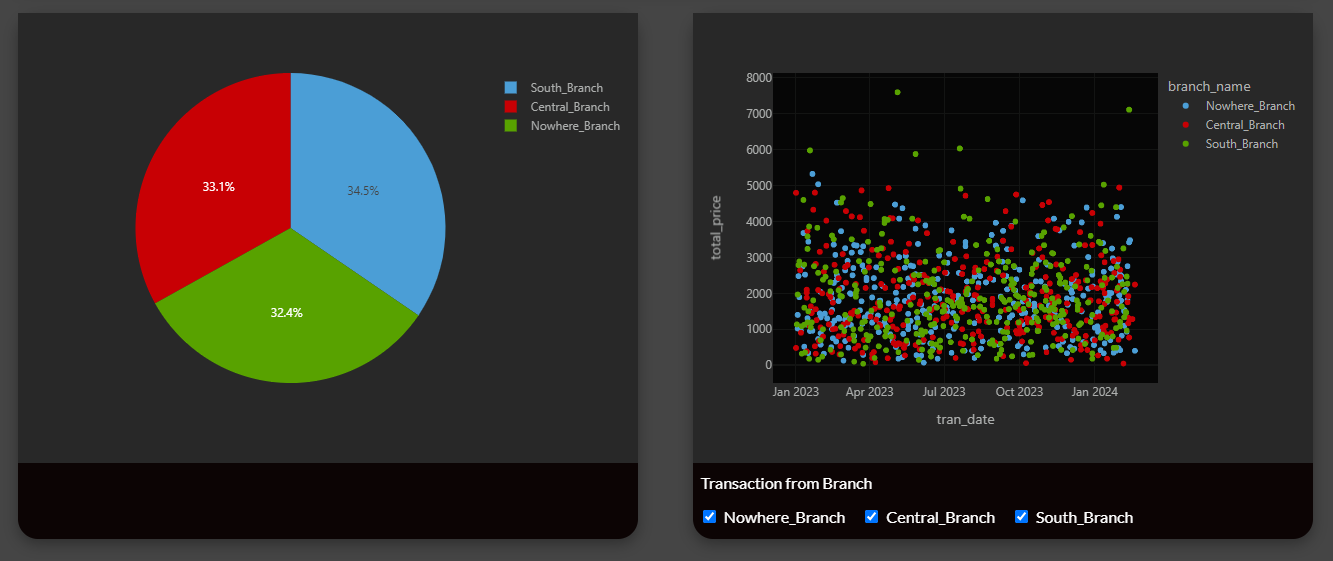 South_Branch
Central_Branch
Nowhere_Branch
33.1%
34.5%
32.4%
8000
7000
6000
5000
4000
3000
2000
1000
0
total_price
Jan 2023 Apr 2023 Jul 2023 Oct 2023 Jan 2024
tran_date
branch_name
Nowhere_Branch
Central_Branch
South_Branch
Transaction from Branch
Nowhere_Branch Central_Branch South_Branch